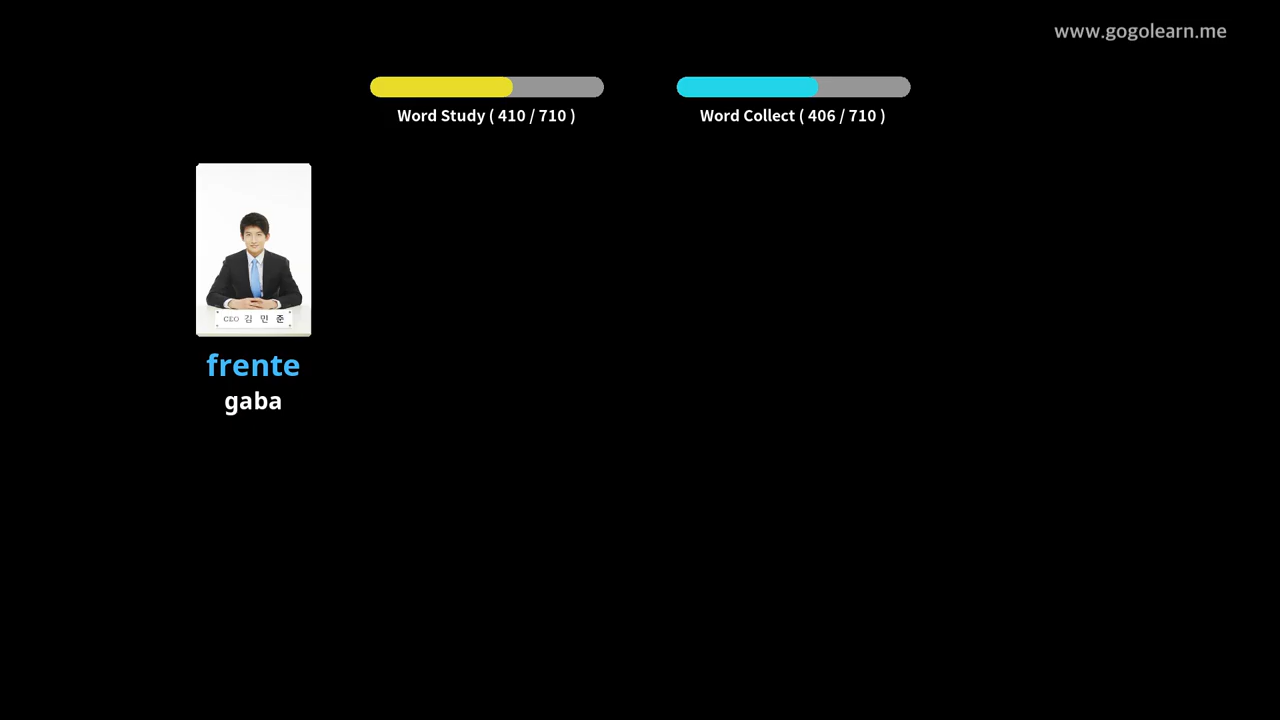 www.gogolearn.me
Word Study ( 410 / 710 )
Word Collect ( 406 / 710 )
CEO 김 민 준
frente
gaba